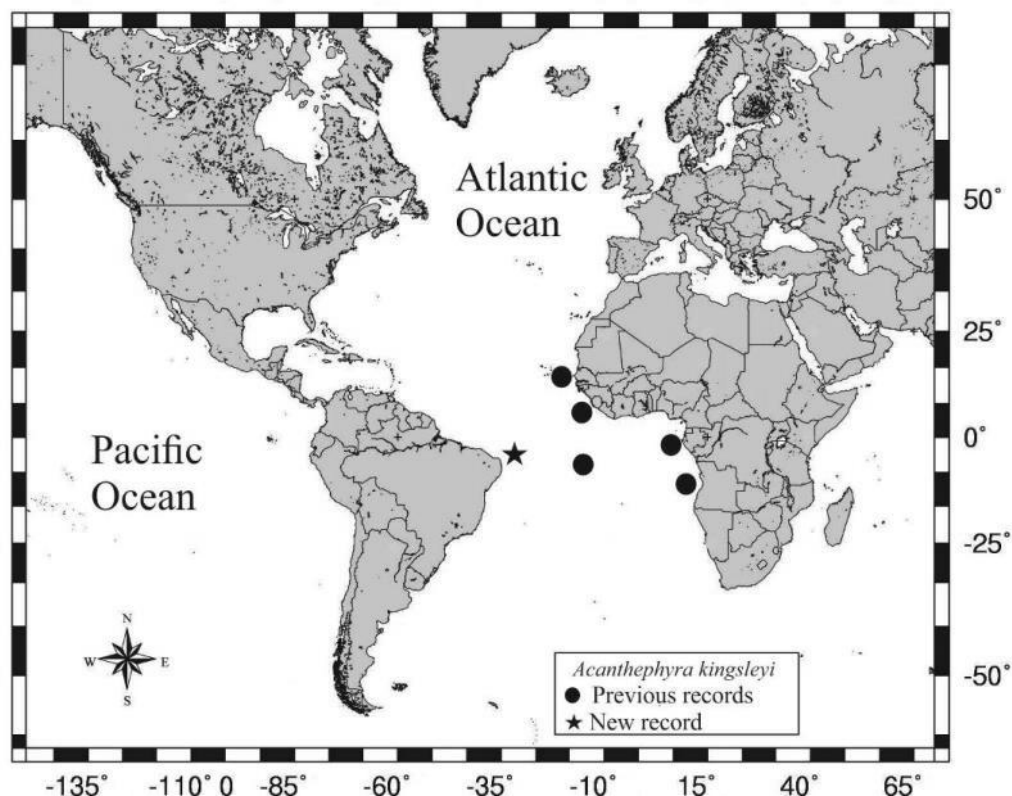 Atlantic
Ocean
50°
25°
0°
Pacific
Ocean
-25°
N
W E
S
-50°
Acanthephyra kingsleyi
Previous records
New record
-135° -110° 0 -85° -60° -35° -10° 15° 40° 65°